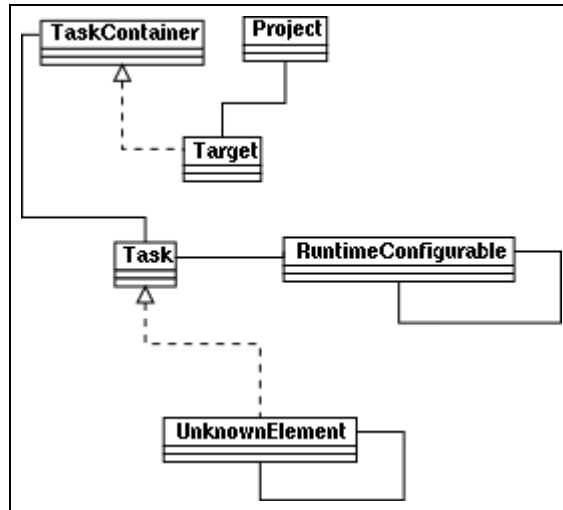 TaskContainer
Project
Target
Task
RuntimeConfigurable
UnknownElement